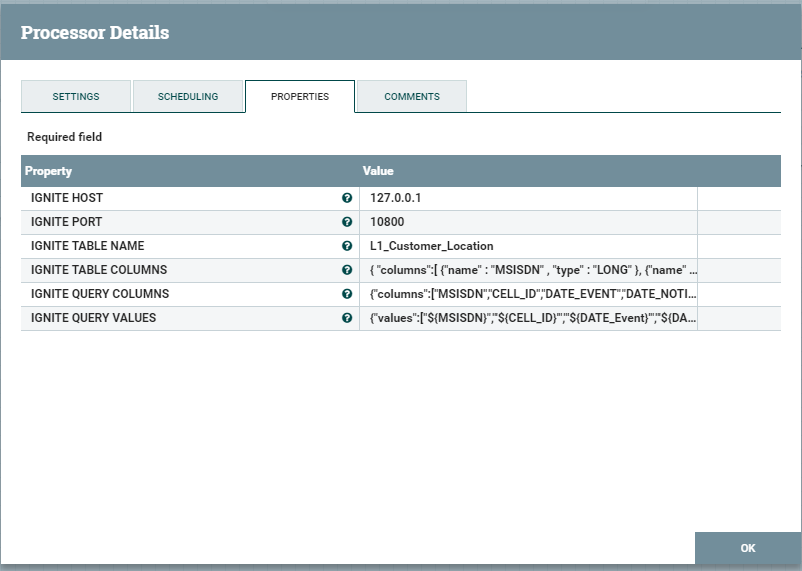 Processor Details
SETTINGS SCHEDULING PROPERTIES COMMENTS
Required field
Property Value
IGNITE HOST 127.0.0.1
IGNITE PORT 10800
IGNITE TABLE NAME L1_Customer_Location
IGNITE TABLE COLUMNS { "columns":[ {"name" : "MSISDN" , "type" : "LONG" }, {"name" ...
IGNITE QUERY COLUMNS {"columns":["MSISDN","CELL_ID","DATE_EVENT","DATE_NOTI...
IGNITE QUERY VALUES {"values":["${MSISDN}","'${CELL_ID}'","'${DATE_Event}'","'${DA...
OK